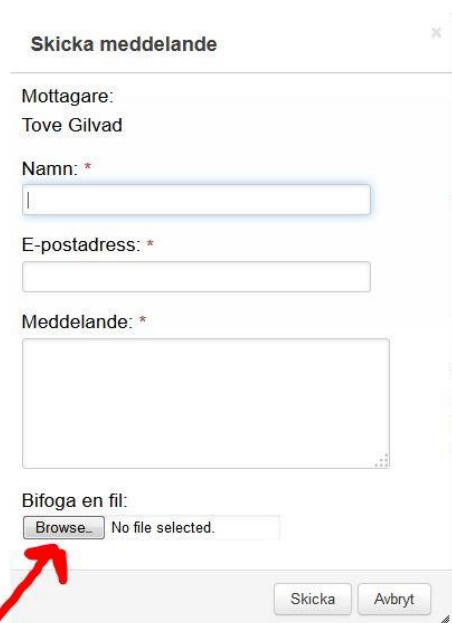 Skicka meddelande
×
Mottagare:
Tove Gilvad
Namn: *
E-postadress: *
Meddelande: *
Bifoga en fil:
Browse... No file selected.
Skicka Avbryt